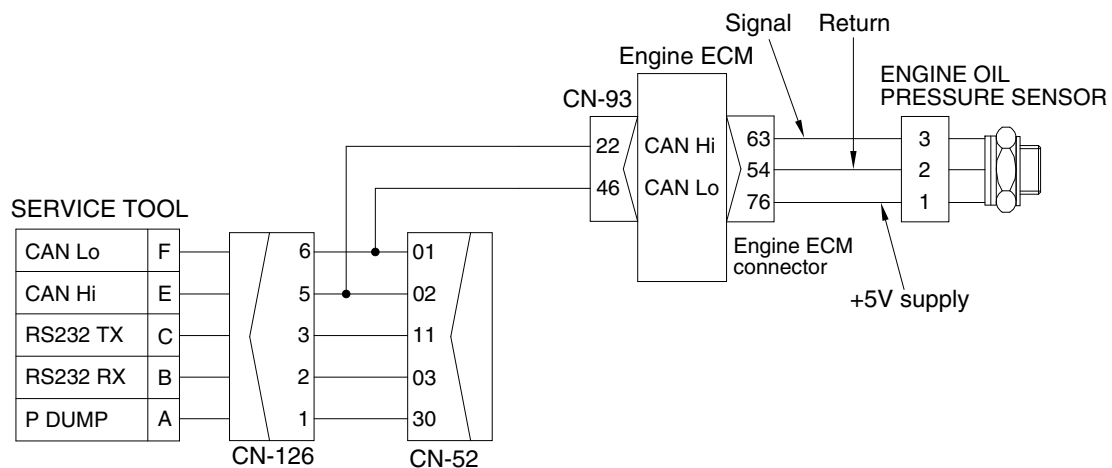 Signal Return
Engine ECM
ENGINE OIL
PRESSURE SENSOR
CN-93
22 CAN Hi 63 3
54 2
46 CAN Lo
76 1
Engine ECM
connector
+5V supply
SERVICE TOOL
CAN Lo F 6 01
CAN Hi E 5 02
RS232 TX C 3 11
RS232 RX B 2 03
P DUMP A 1 30
CN-126 CN-52